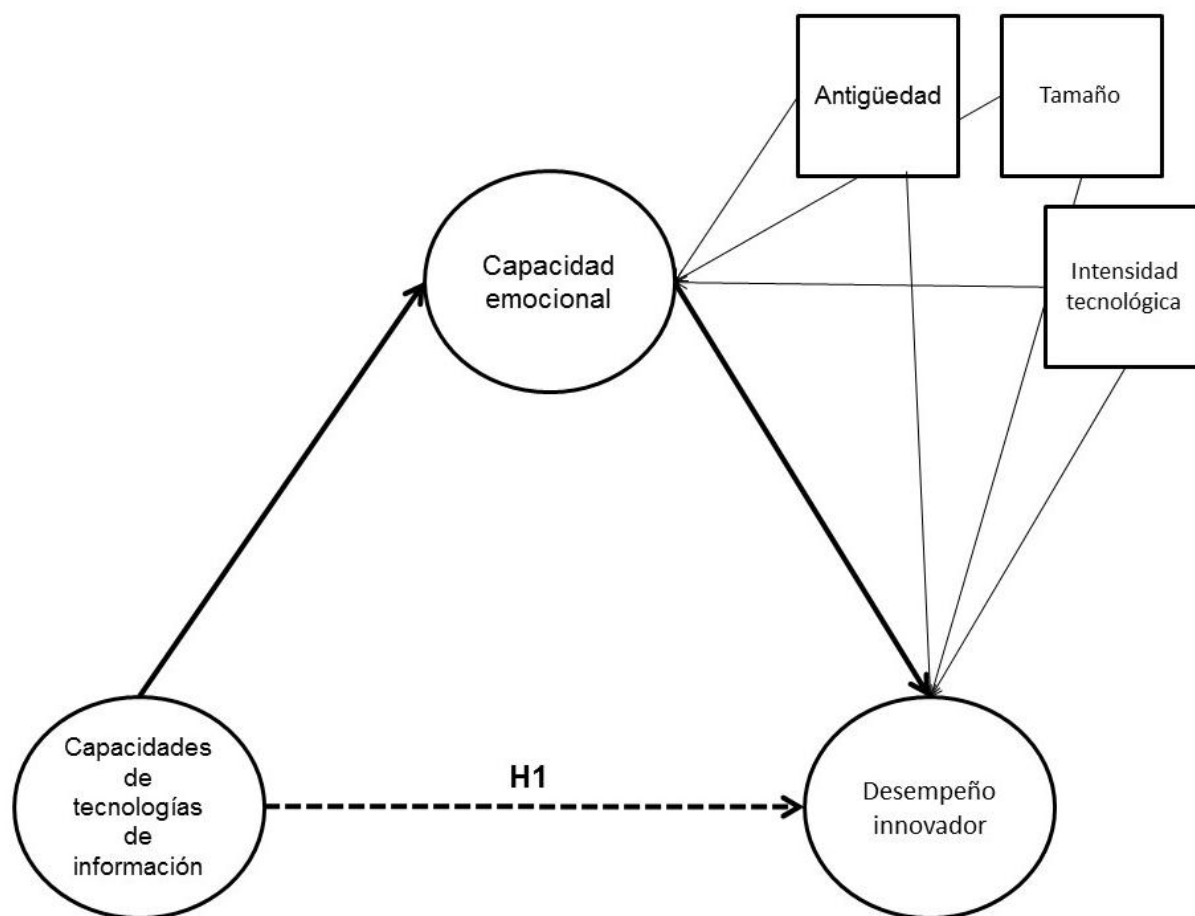 Antigüedad
Tamaño
Capacidad
emocional
Intensidad
tecnológica
H1
Capacidades
de
tecnologías
de
información
Desempeño
innovador